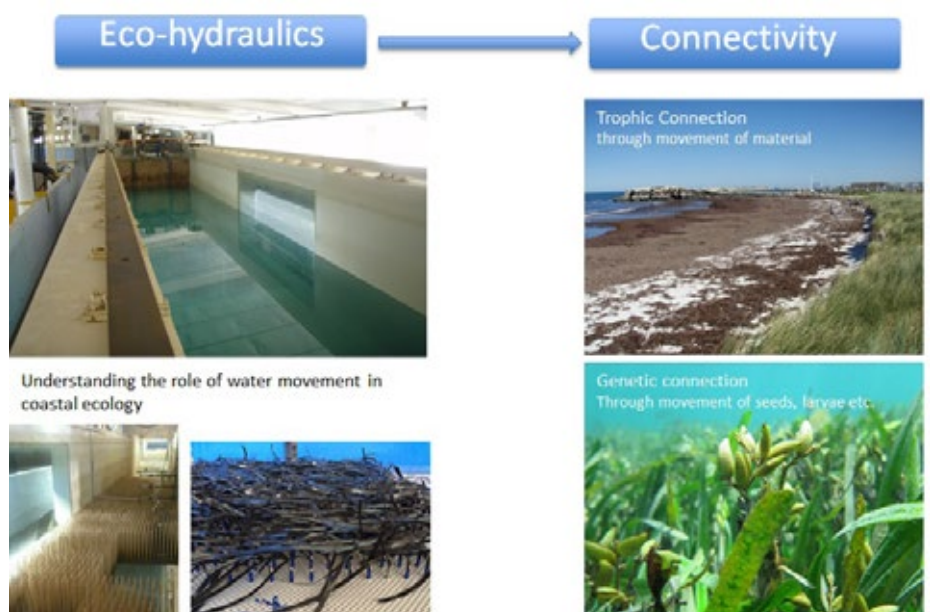 Eco-hydraulics
Connectivity
Trophic Connection
through movement of material
Understanding the role of water movement in
coastal ecology
Genetic connection
Through movement of seeds, larvae etc.